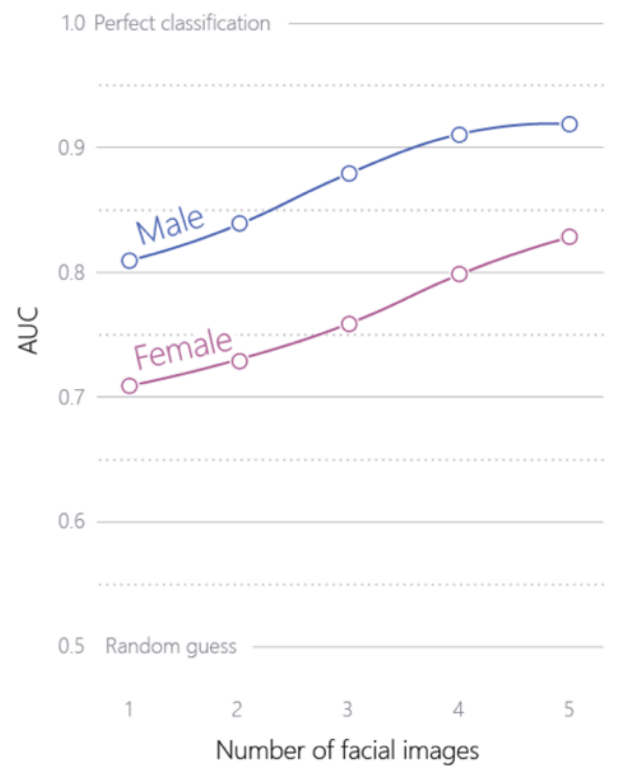 1.0 Perfect classification
0.9
Male
0.8
AUC
Female
0.7
0.6
0.5 Random guess
1 2 3 4 5
Number of facial images